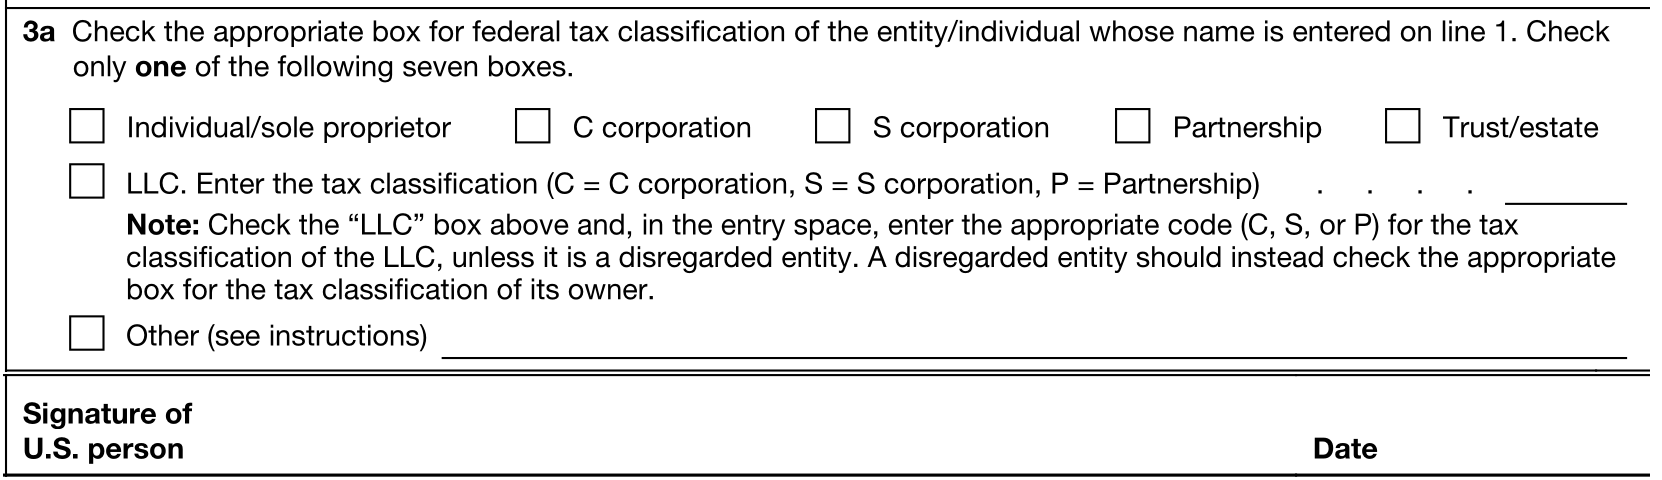 3a Check the appropriate box for federal tax classification of the entity/individual whose name is entered on line 1. Check
only one of the following seven boxes.
Individual/sole proprietor C corporation S corporation Partnership Trust/estate
LLC. Enter the tax classification (C = C corporation, S = S corporation, P = Partnership) . . . .
Note: Check the “LLC” box above and, in the entry space, enter the appropriate code (C, S, or P) for the tax
classification of the LLC, unless it is a disregarded entity. A disregarded entity should instead check the appropriate
box for the tax classification of its owner.
Other (see instructions)
Signature of
U.S. person Date